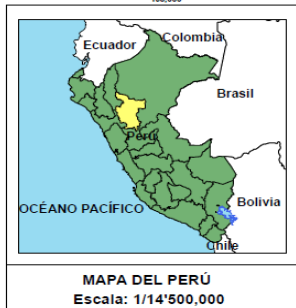 Colombia
Ecuador
Brasil
Perú
Bolivia
OCÉANO PACÍFICO
Chile
MAPA DEL PERÚ
Escala: 1/14'500,000